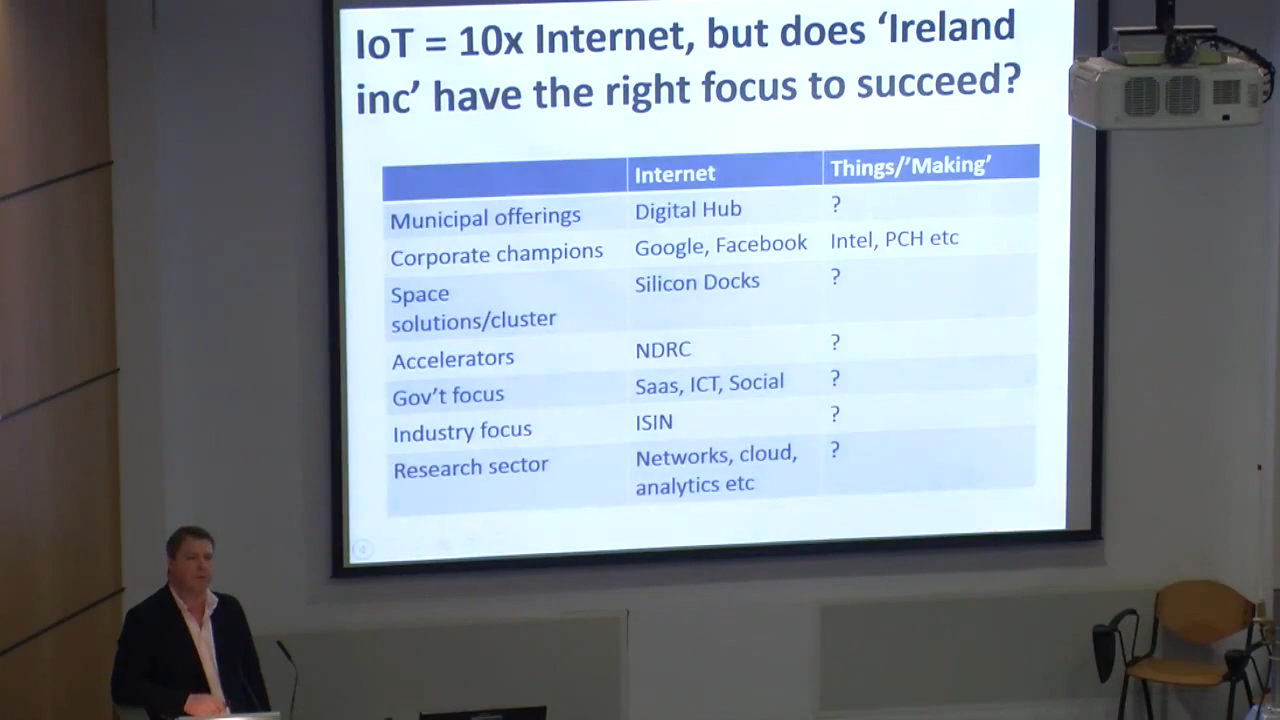 IoT = 10x Internet, but does ‘Ireland
inc’ have the right focus to succeed?
Internet Things/’Making’
Municipal offerings Digital Hub ?
Corporate champions Google, Facebook Intel, PCH etc
Space Silicon Docks ?
solutions/cluster
Accelerators NDRC ?
Gov’t focus Saas, ICT, Social ?
Industry focus ISIN ?
Research sector Networks, cloud, ?
analytics etc